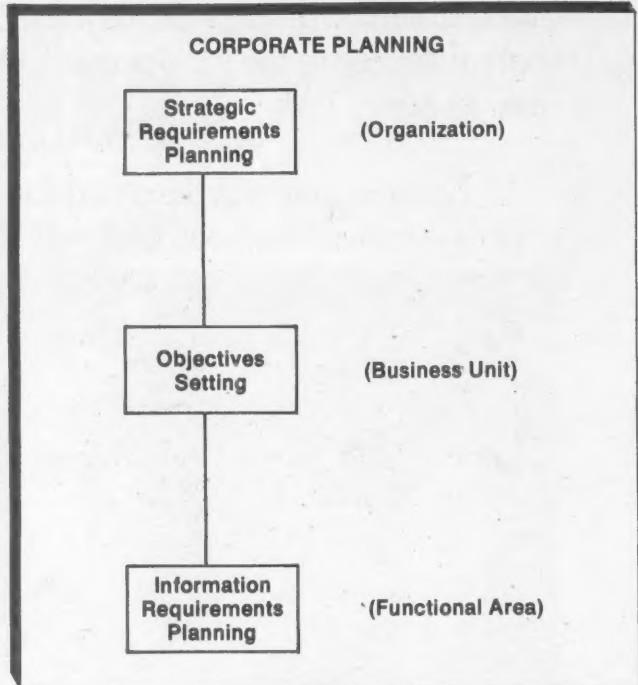 CORPORATE PLANNING
Strategic
Requirements
Planning
(Organization)
Objectives
Setting
(Business Unit)
Information
Requirements
Planning
(Functional Area)